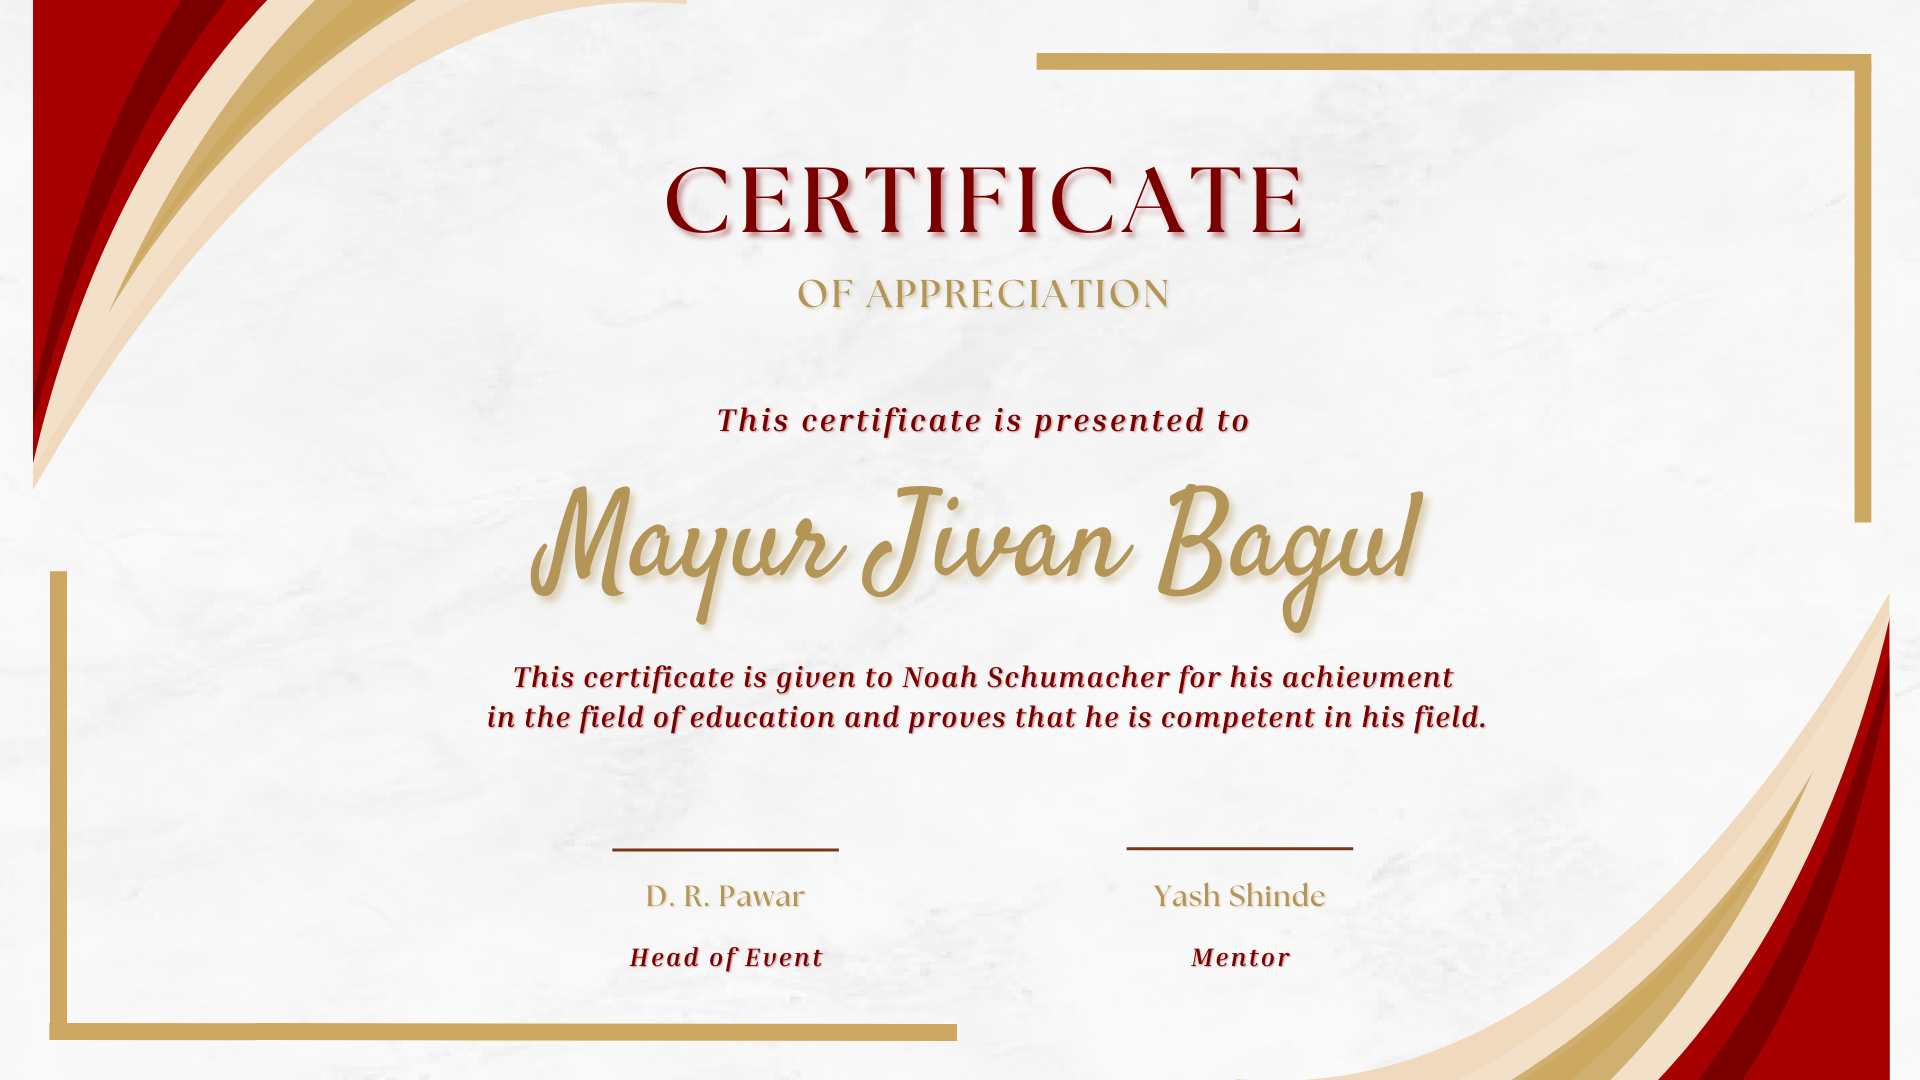 CERTIFICATE
OF APPRECIATION
This certificate is presented to
Mayur Jivan Bagul
This certificate is given to Noah Schumacher for his achievment
in the field of education and proves that he is competent in his field.
D. R. Pawar
Yash Shinde
Head of Event
Mentor